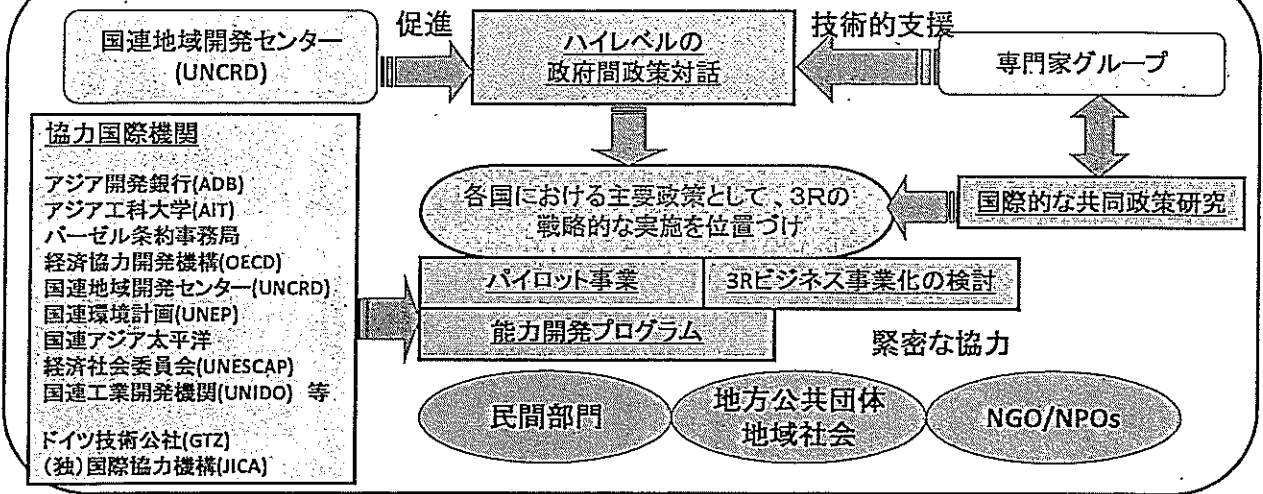 国連地域開発センター
(UNCRD)
促進
ハイレベルの
政府間政策対話
技術的支援
専門家グループ
協力国際機関
アジア開発銀行(ADB)
アジア工科大学(AIT)
バーゼル条約事務局
経済協力開発機構(OECD)
国連地域開発センター(UNCRD)
国連環境計画(UNEP)
国連アジア太平洋
経済社会委員会(UNESCAP)
国連工業開発機関(UNIDO) 等
ドイツ技術公社(GTZ)
(独)国際協力機構(JICA)
各国における主要政策として、3Rの
戦略的な実施を位置づけ
国際的な共同政策研究
パイロット事業
3Rビジネス事業化の検討
能力開発プログラム
緊密な協力
民間部門
地方公共団体
地域社会
NGO/NPOs